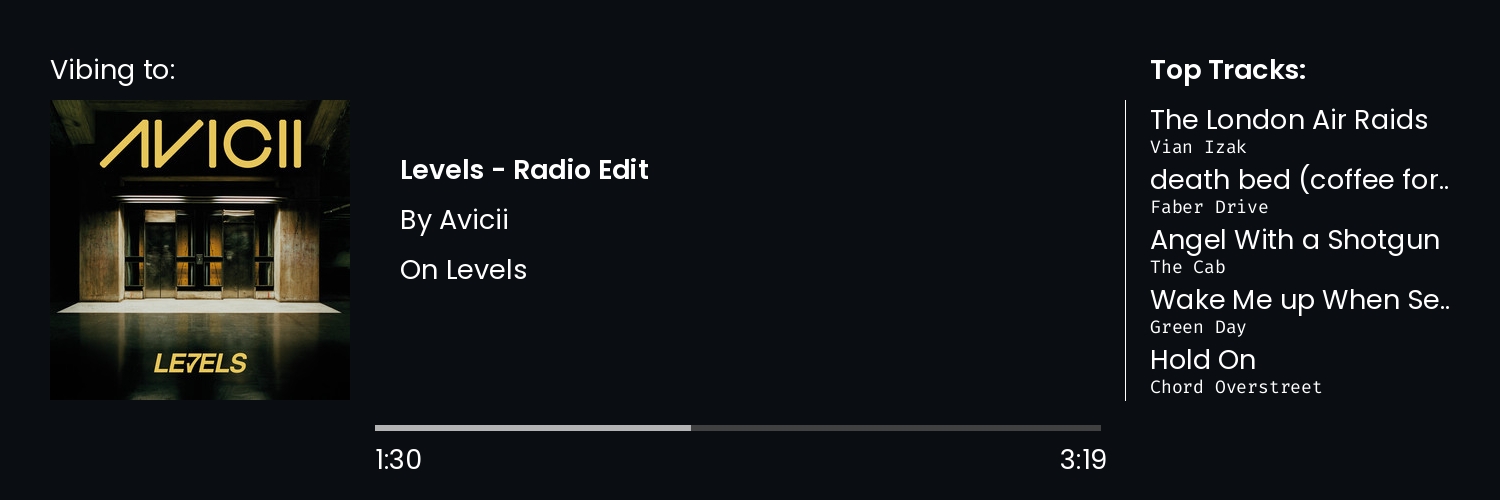 Vibing to:
AVICII
LEVELS
Levels - Radio Edit
By Avicii
On Levels
1:30
3:19
Top Tracks:
The London Air Raids
Vian Izak
death bed (coffee for..
Faber Drive
Angel With a Shotgun
The Cab
Wake Me up When Se..
Green Day
Hold On
Chord Overstreet